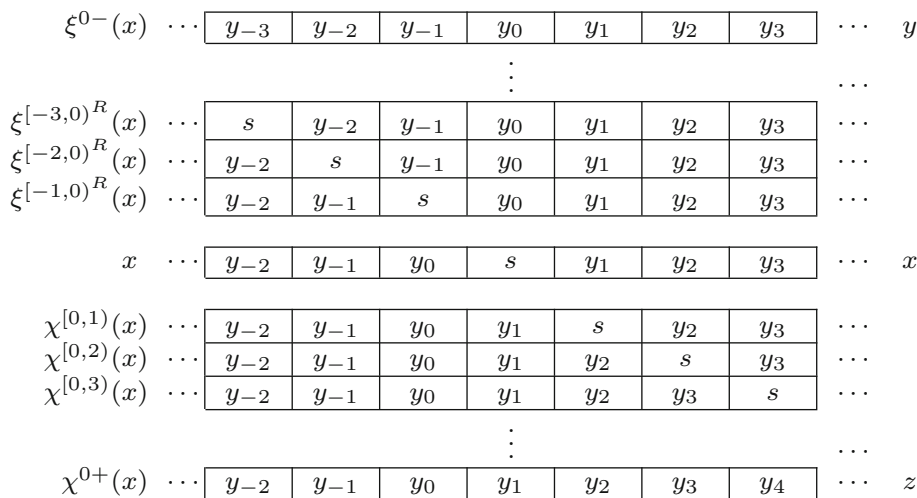 ξ^{0−}(x) ⋯ y_{−3} y_{−2} y_{−1} y_0 y_1 y_2 y_3 ⋯ y
⋮ ⋯
ξ^{[−3,0)^R}(x) ⋯ s y_{−2} y_{−1} y_0 y_1 y_2 y_3 ⋯
ξ^{[−2,0)^R}(x) ⋯ y_{−2} s y_{−1} y_0 y_1 y_2 y_3 ⋯
ξ^{[−1,0)^R}(x) ⋯ y_{−2} y_{−1} s y_0 y_1 y_2 y_3 ⋯
x ⋯ y_{−2} y_{−1} y_0 s y_1 y_2 y_3 ⋯ x
χ^{[0,1)}(x) ⋯ y_{−2} y_{−1} y_0 y_1 s y_2 y_3 ⋯
χ^{[0,2)}(x) ⋯ y_{−2} y_{−1} y_0 y_1 y_2 s y_3 ⋯
χ^{[0,3)}(x) ⋯ y_{−2} y_{−1} y_0 y_1 y_2 y_3 s ⋯
⋮ ⋯
χ^{0+}(x) ⋯ y_{−2} y_{−1} y_0 y_1 y_2 y_3 y_4 ⋯ z